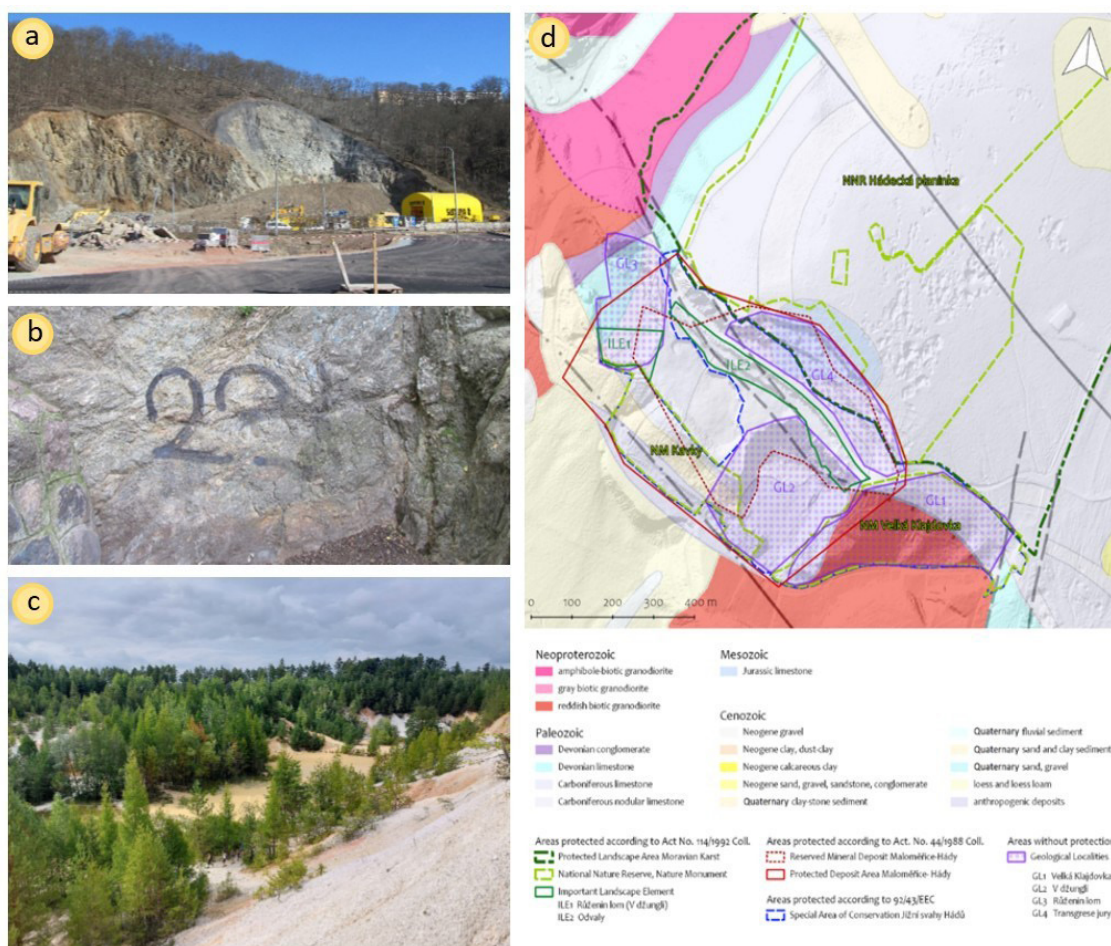 a
b
22
c
d
NNR Hádecká planinka
GL3
ILE1
ILE2
GL4
NM Kavky
GL2
GL1
NM Velká Klajdovka
0 100 200 300 400 m
Neoproterozoic
amphibole-biotic granodiorite
gray biotic granodiorite
reddish biotic granodiorite
Paleozoic
Devonian conglomerate
Devonian limestone
Carboniferous limestone
Carboniferous nodular limestone
Mesozoic
Jurassic limestone
Cenozoic
Neogene gravel
Neogene clay, dust-clay
Neogene calcareous clay
Neogene sand, gravel, sandstone, conglomerate
Quaternary clay-stone sediment
Quaternary fluvial sediment
Quaternary sand and clay sediment
Quaternary sand, gravel
loess and loess loam
anthropogenic deposits
Areas protected according to Act No. 114/1992 Coll.
Protected Landscape Area Moravian Karst
National Nature Reserve, Nature Monument
Important Landscape Element
ILE1 Růženin lom (V džungli)
ILE2 Odvaly
Areas protected according to Act. No. 44/1988 Coll.
Reserved Mineral Deposit Maloměřice-Hády
Protected Deposit Area Maloměřice- Hády
Areas protected according to 92/43/EEC
Special Area of Conservation Jižní svahy Hádů
Areas without protection
Geological Localities
GL1 Velká Klajdovka
GL2 V džungli
GL3 Růženin lom
GL4 Transgrese jury